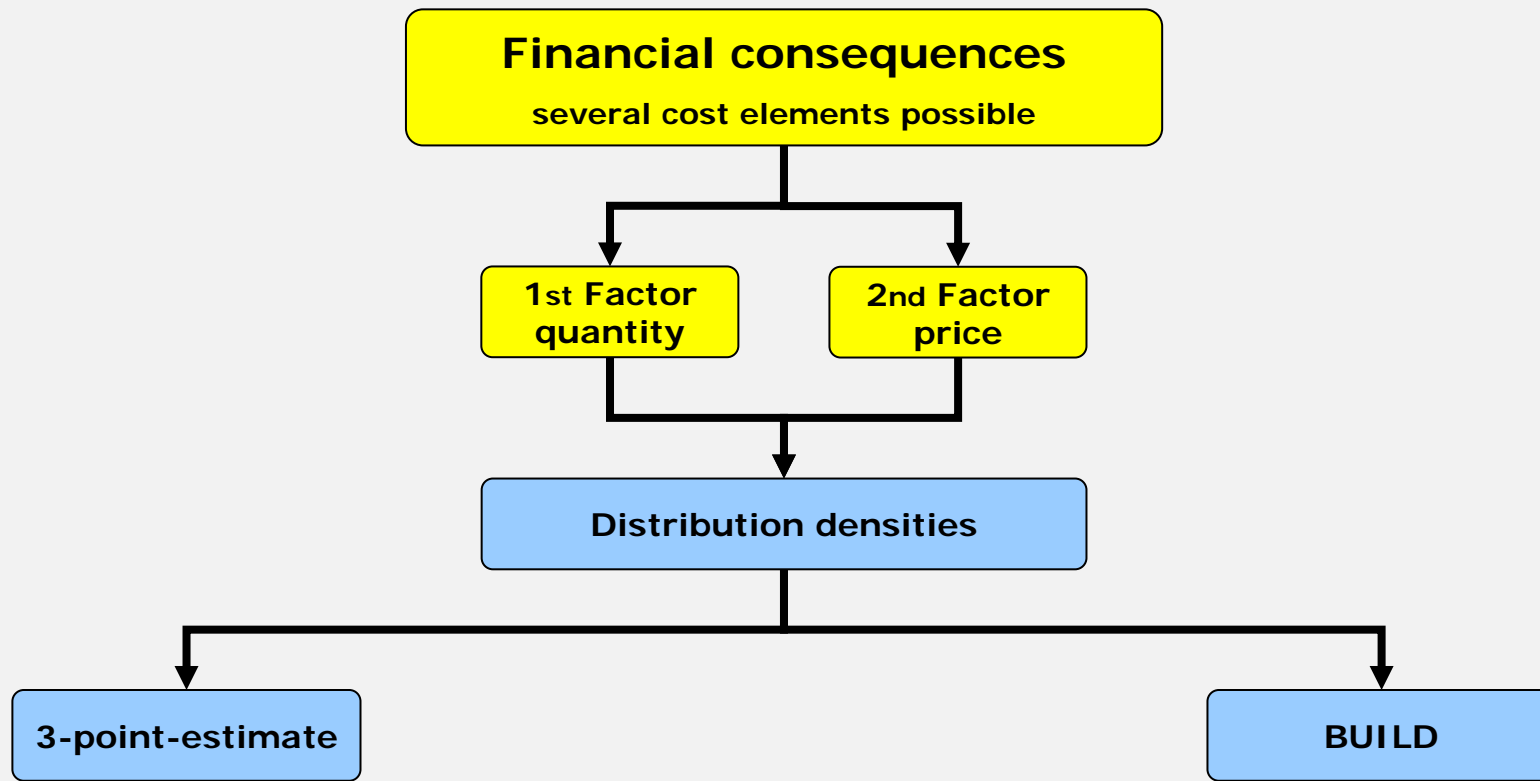 Financial consequences
several cost elements possible
1st Factor
quantity
2nd Factor
price
Distribution densities
3-point-estimate
BUILD